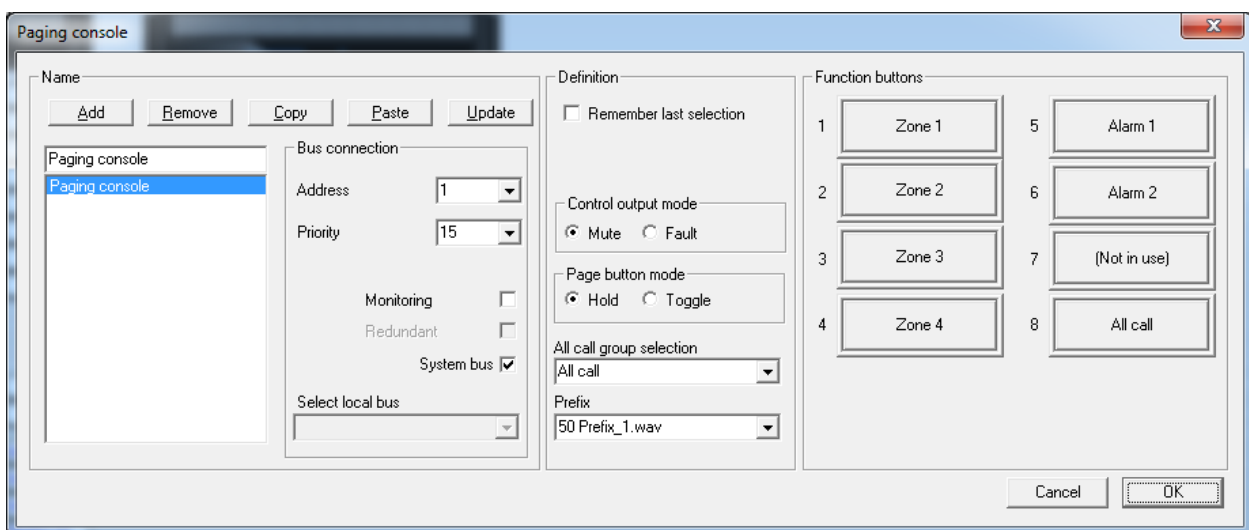 Paging console
Name
Add Remove Copy Paste Update
Paging console
Paging console
Bus connection
Address 1
Priority 15
Monitoring
Redundant
System bus
Select local bus
Definition
Remember last selection
Control output mode
Mute Fault
Page button mode
Hold Toggle
All call group selection
All call
Prefix
50 Prefix_1.wav
Function buttons
1 Zone 1 5 Alarm 1
2 Zone 2 6 Alarm 2
3 Zone 3 7 (Not in use)
4 Zone 4 8 All call
Cancel OK